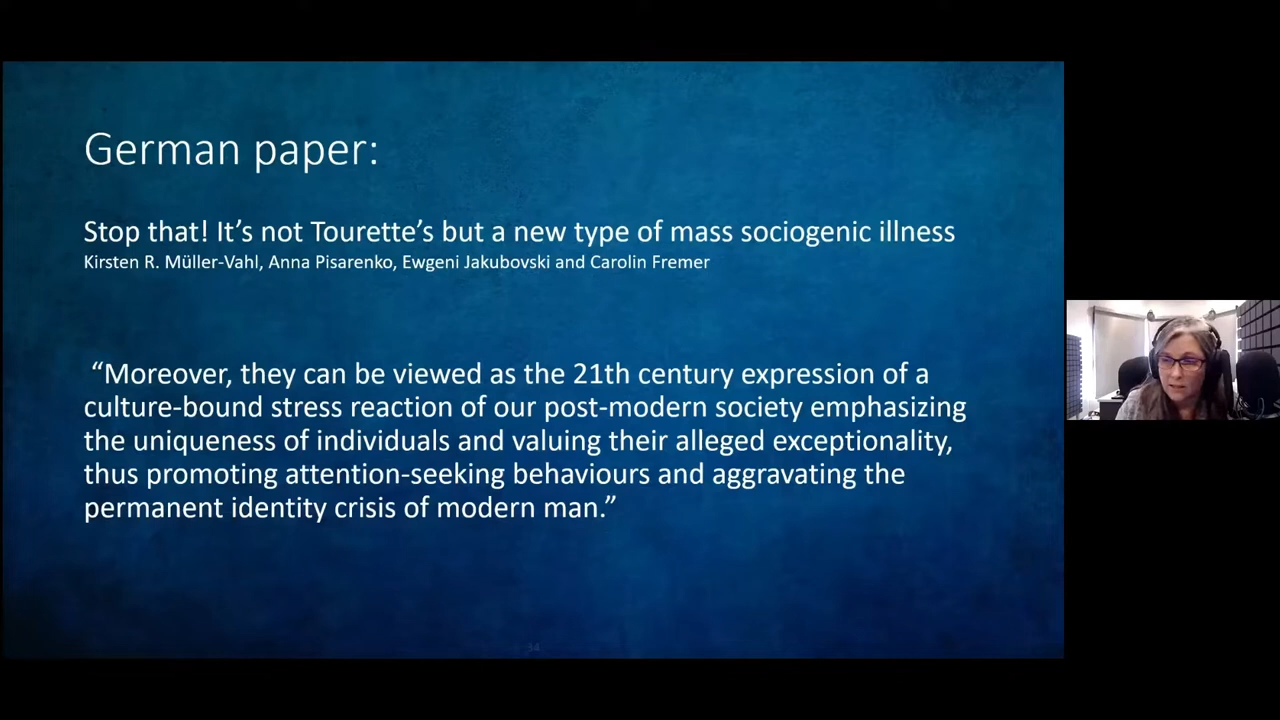 German paper:
Stop that! It’s not Tourette’s but a new type of mass sociogenic illness
Kirsten R. Müller-Vahl, Anna Pisarenko, Ewgeni Jakubovski and Carolin Fremer
“Moreover, they can be viewed as the 21th century expression of a
culture-bound stress reaction of our post-modern society emphasizing
the uniqueness of individuals and valuing their alleged exceptionality,
thus promoting attention-seeking behaviours and aggravating the
permanent identity crisis of modern man.”
34